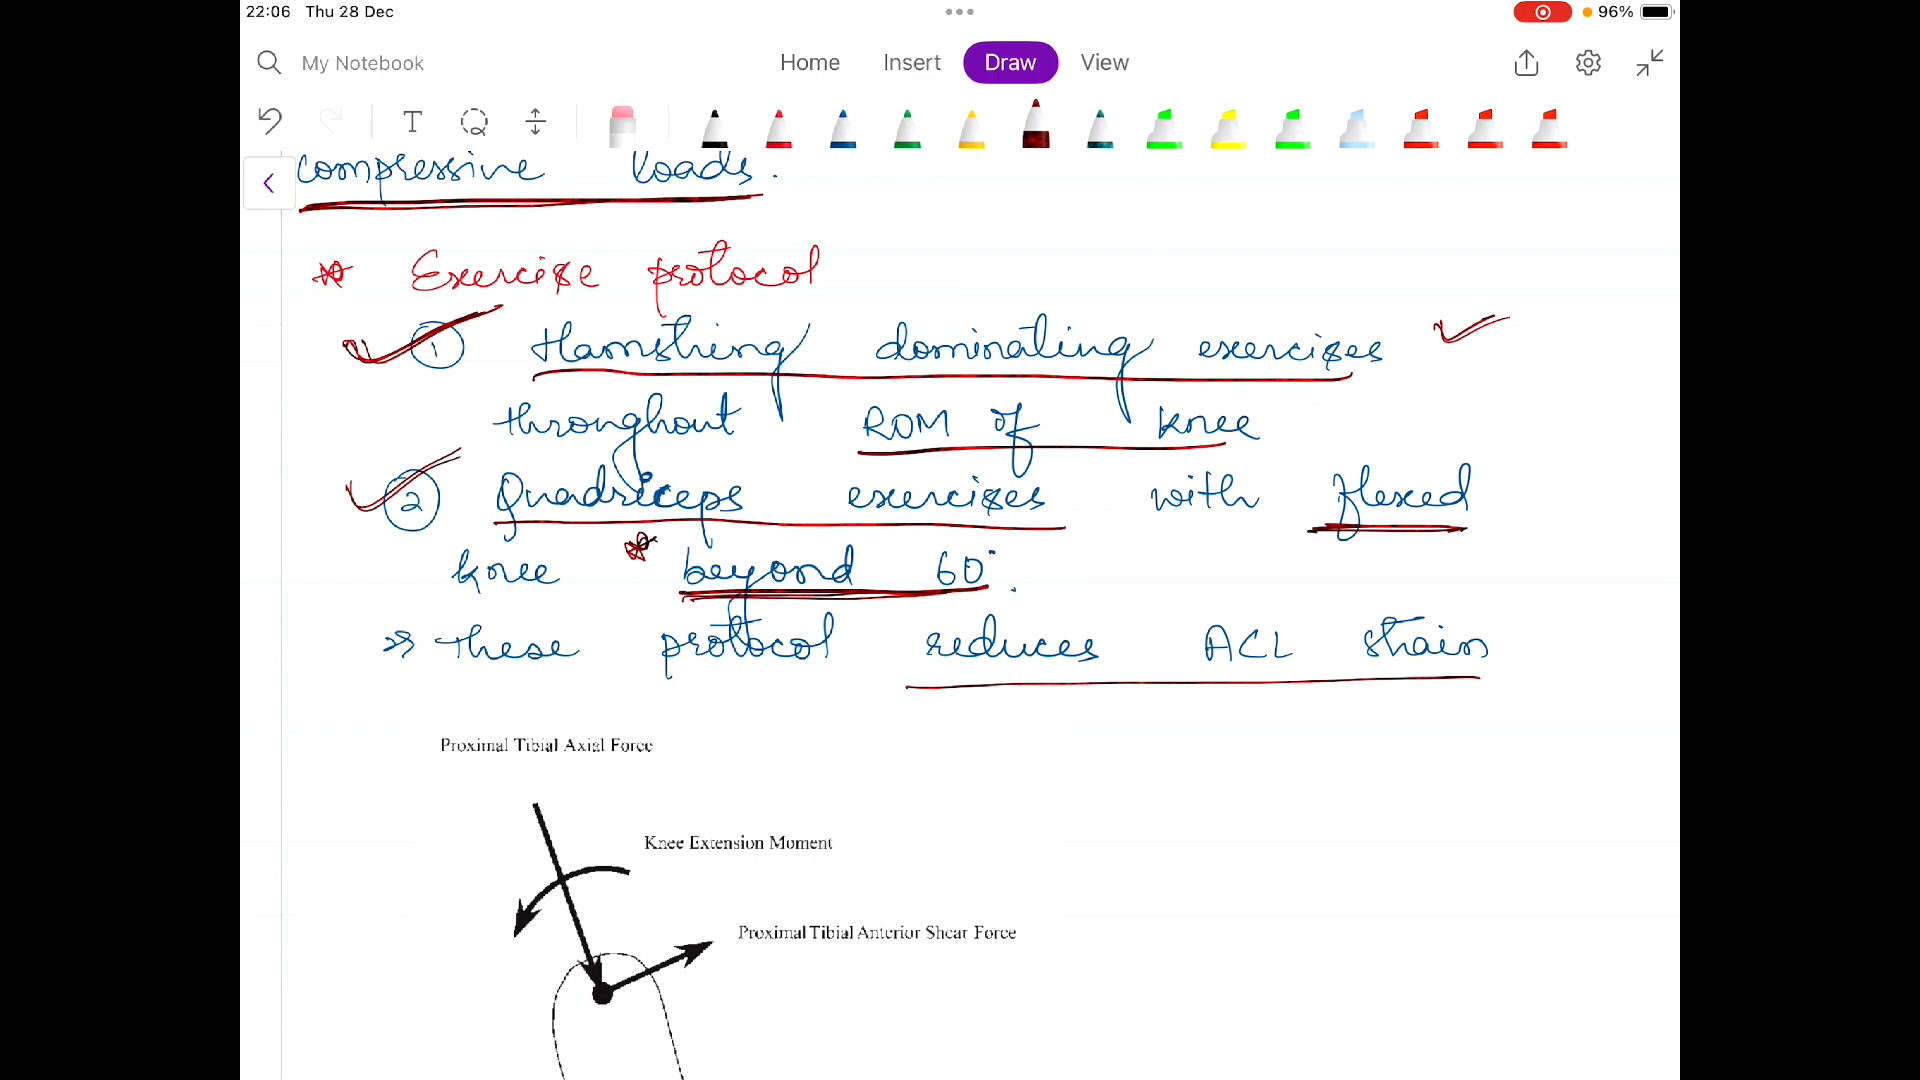 22:06 Thu 28 Dec
96%
My Notebook
Home Insert Draw View
T
compressive loads.
Exercise protocol
1 Hamstring dominating exercises
throughout ROM of knee
2 Quadriceps exercises with flexed
knee beyond 60°.
These protocol reduces ACL strain
Proximal Tibial Axial Force
Knee Extension Moment
Proximal Tibial Anterior Shear Force